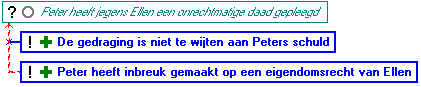 ? Peter heeft jegens Ellen een onrechtmatige daad gepleegd
! De gedraging is niet te wijten aan Peters schuld
! Peter heeft inbreuk gemaakt op een eigendomsrecht van Ellen